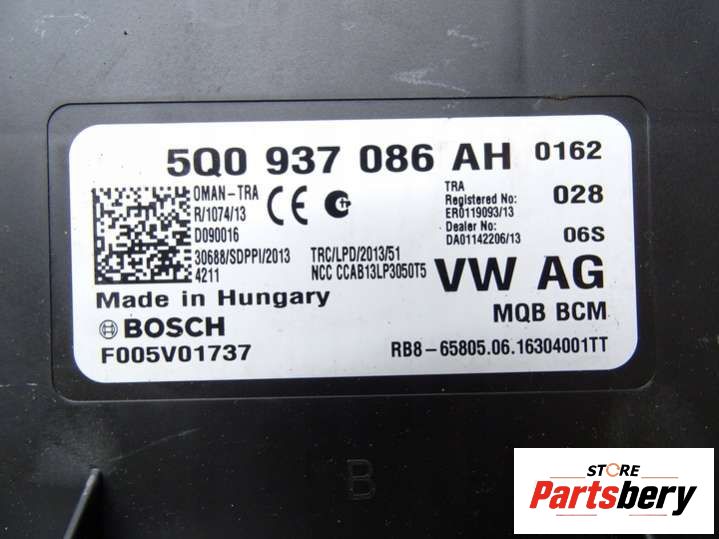 5Q0 937 086 AH 0162
OMAN-TRA
R/1074/13
D090016
CE
TRA
Registered No:
ER0119093/13
Dealer No:
DA01142206/13
028
06S
30688/SDPPI/2013
4211
TRC/LPD/2013/51
NCC CCAB13LP3050T5
VW AG
Made in Hungary
MQB BCM
BOSCH
F005V01737
RB8-65805.06.16304001TT
B
STORE
Partsbery